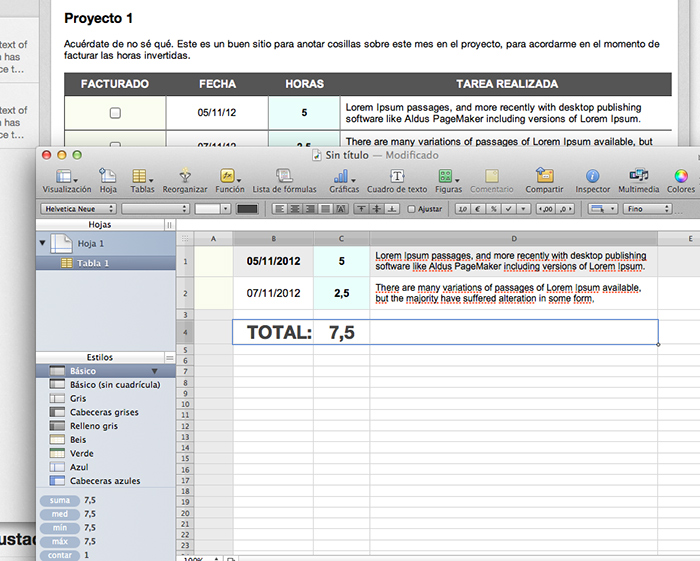 Proyecto 1
text of
n has
ce t…
Acuérdate de no sé qué. Este es un buen sitio para anotar cosillas sobre este mes en el proyecto, para acordarme en el momento de
facturar las horas invertidas.
FACTURADO FECHA HORAS TAREA REALIZADA
05/11/12 5 Lorem Ipsum passages, and more recently with desktop publishing
software like Aldus PageMaker including versions of Lorem Ipsum.
text of
n has
ce t…
07/11/12 2,5 There are many variations of passages of Lorem Ipsum available, but
Sin título — Modificado
Visualización Hoja Tablas Reorganizar Función Lista de fórmulas Gráficas Cuadro de texto Figuras Comentario Compartir Inspector Multimedia Colores
Helvetica Neue Ajustar 1.0 € % Fino
Hojas
Hoja 1
Tabla 1
A B C D E
1 05/11/2012 5 Lorem Ipsum passages, and more recently with desktop publishing
software like Aldus PageMaker including versions of Lorem Ipsum.
2 07/11/2012 2,5 There are many variations of passages of Lorem Ipsum available,
but the majority have suffered alteration in some form.
3
4 TOTAL: 7,5
5
6
7
8
9
10
11
12
13
14
15
16
17
18
19
20
21
22
23
Estilos
Básico
Básico (sin cuadrícula)
Gris
Cabeceras grises
Relleno gris
Beis
Verde
Azul
Cabeceras azules
suma 7,5
med 7,5
mín 7,5
máx 7,5
contar 1
ustac
100%